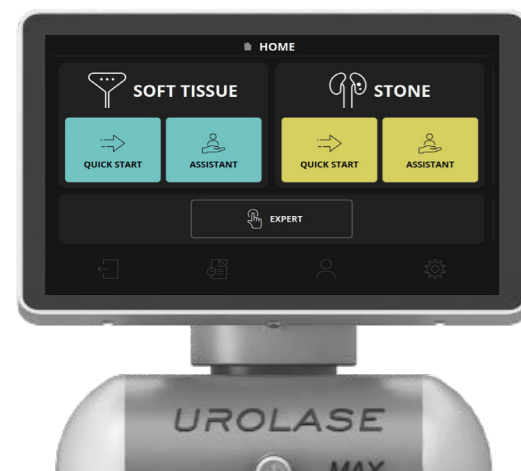 HOME
SOFT TISSUE
STONE
QUICK START
ASSISTANT
QUICK START
ASSISTANT
EXPERT
UROLASE
MAX